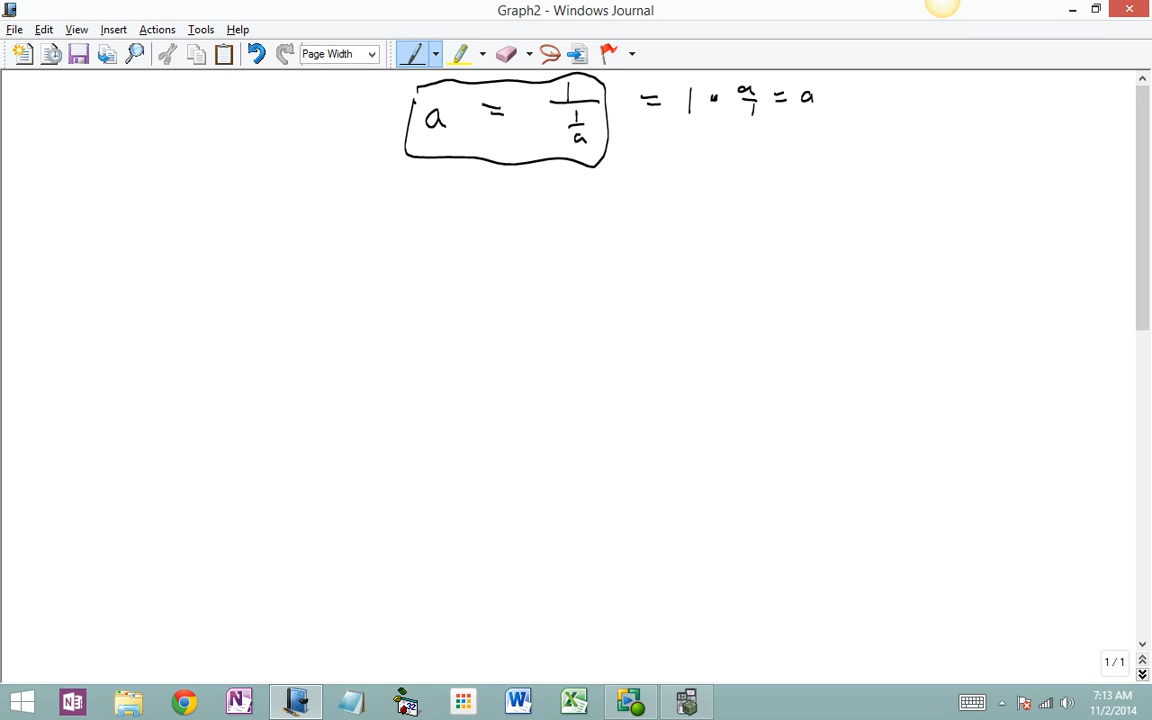 Graph2 - Windows Journal
File Edit View Insert Actions Tools Help
Page Width
a = 1/(1/a) = 1 · a/1 = a
1 / 1
N W X 32
7:13 AM
11/2/2014